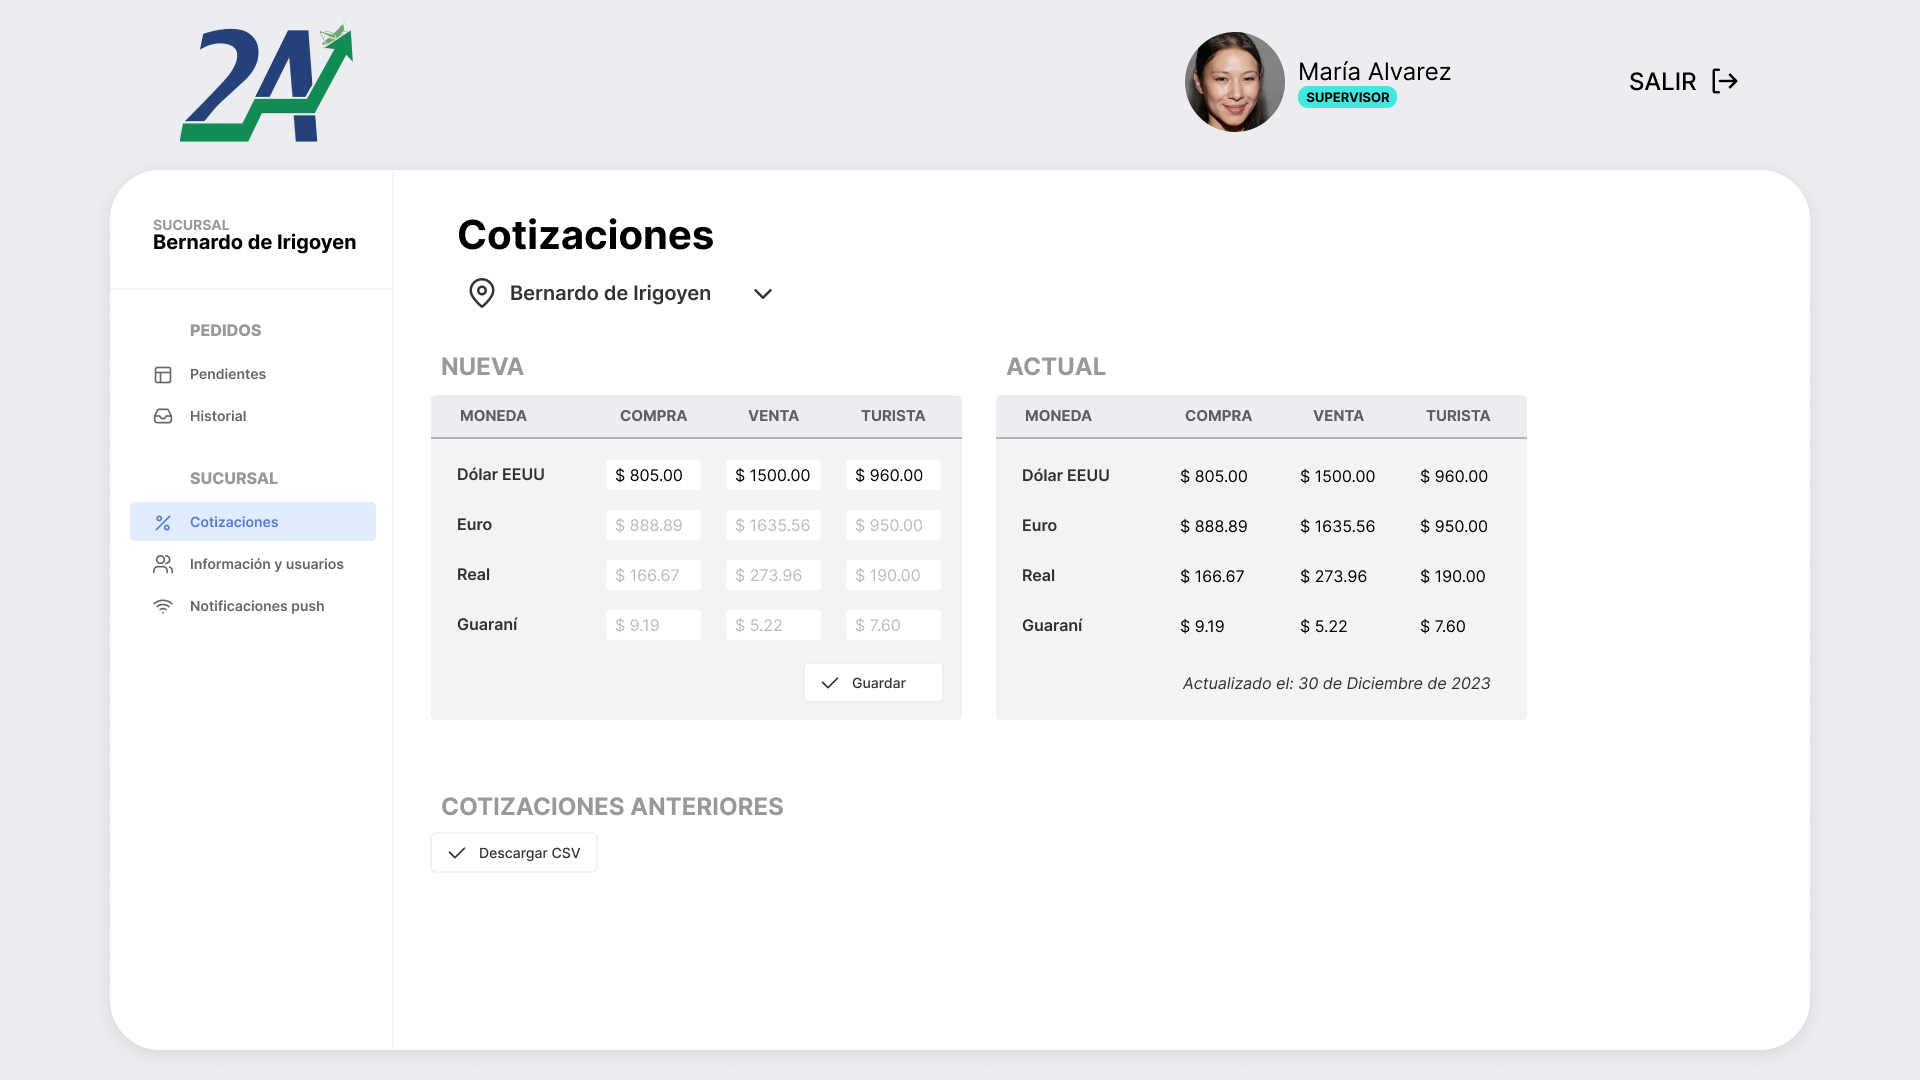 2A
María Alvarez
SUPERVISOR
SALIR
SUCURSAL
Bernardo de Irigoyen
PEDIDOS
Pendientes
Historial
SUCURSAL
Cotizaciones
Información y usuarios
Notificaciones push
Cotizaciones
Bernardo de Irigoyen
NUEVA
MONEDA COMPRA VENTA TURISTA
Dólar EEUU $ 805.00 $ 1500.00 $ 960.00
Euro $ 888.89 $ 1635.56 $ 950.00
Real $ 166.67 $ 273.96 $ 190.00
Guaraní $ 9.19 $ 5.22 $ 7.60
Guardar
ACTUAL
MONEDA COMPRA VENTA TURISTA
Dólar EEUU $ 805.00 $ 1500.00 $ 960.00
Euro $ 888.89 $ 1635.56 $ 950.00
Real $ 166.67 $ 273.96 $ 190.00
Guaraní $ 9.19 $ 5.22 $ 7.60
Actualizado el: 30 de Diciembre de 2023
COTIZACIONES ANTERIORES
Descargar CSV